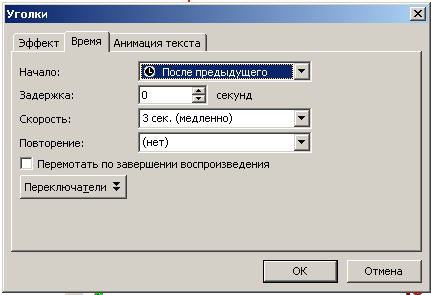 Уголки
Эффект Время Анимация текста
Начало: После предыдущего
Задержка: 0 секунд
Скорость: 3 сек. (медленно)
Повторение: (нет)
Перемотать по завершении воспроизведения
Переключатели
ОК Отмена